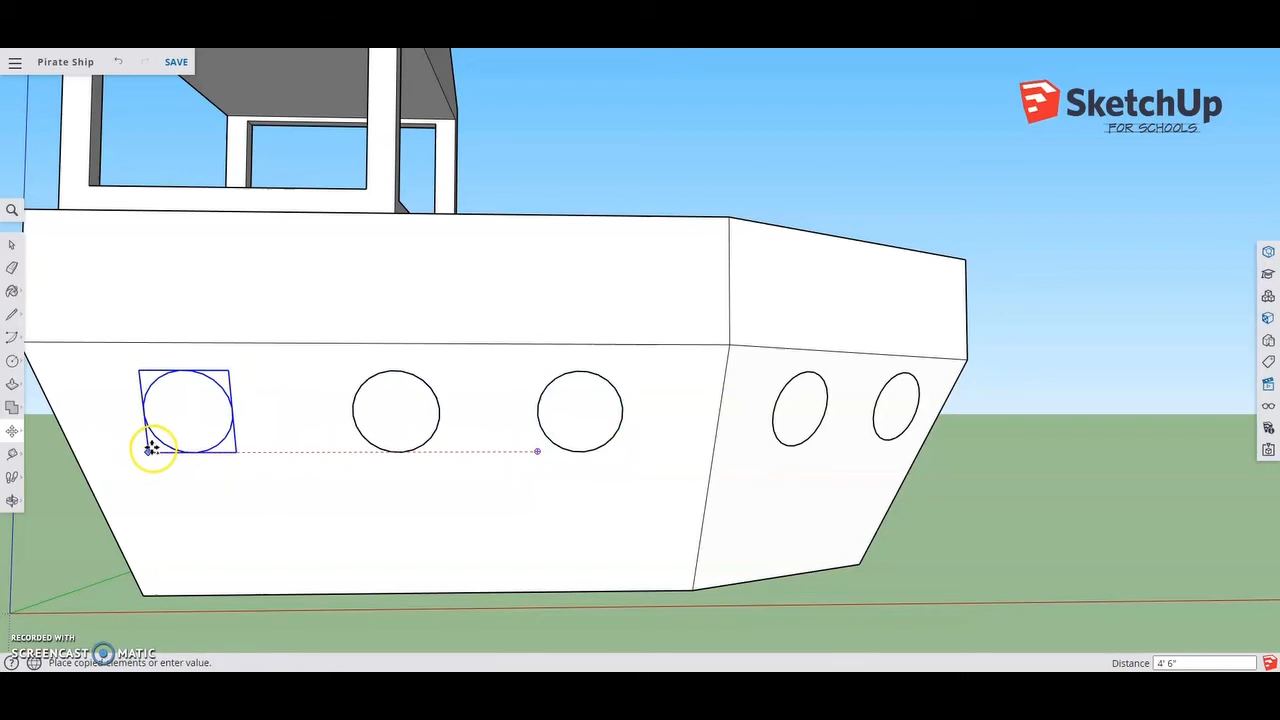 Pirate Ship
SAVE
SketchUp
FOR SCHOOLS
RECORDED WITH
SCREENCAST MATIC
Place copied elements or enter value.
Distance 4' 6"